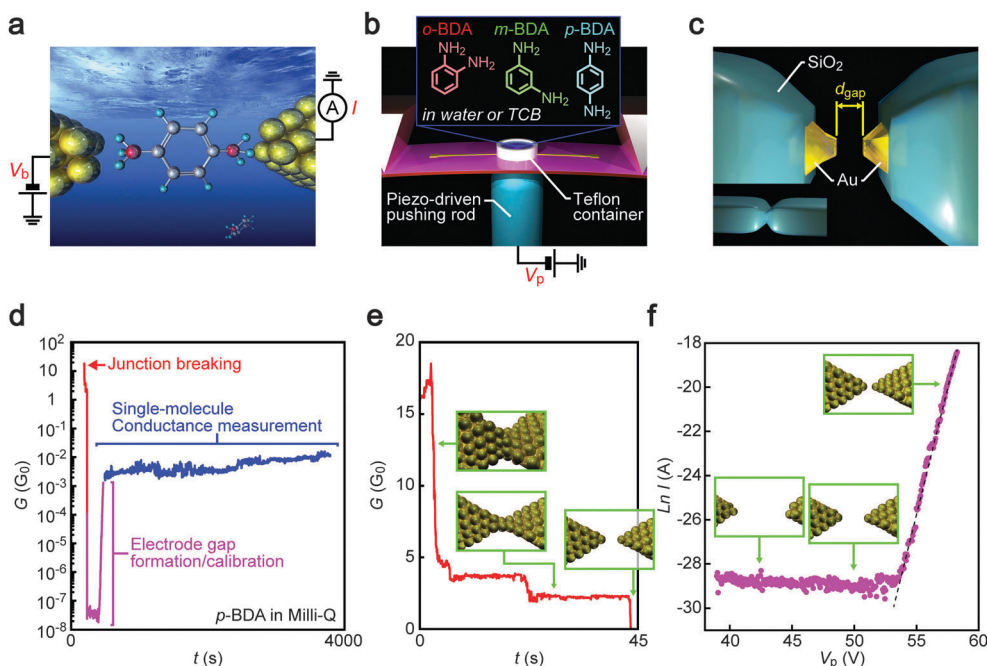 a
V_b
A
I
b
o-BDA m-BDA p-BDA
NH₂ NH₂ NH₂
NH₂
NH₂
NH₂
in water or TCB
Piezo-driven
pushing rod
Teflon
container
V_p
c
SiO₂
d_gap
Au
d
G (G₀)
10²
10
1
10⁻¹
10⁻²
10⁻³
10⁻⁴
10⁻⁵
10⁻⁶
10⁻⁷
10⁻⁸
Junction breaking
Single-molecule
Conductance measurement
Electrode gap
formation/calibration
p-BDA in Milli-Q
0 4000
t (s)
e
G (G₀)
20
15
10
5
0
0 45
t (s)
f
Ln I (A)
-18
-20
-22
-24
-26
-28
-30
40 45 50 55 60
V_p (V)